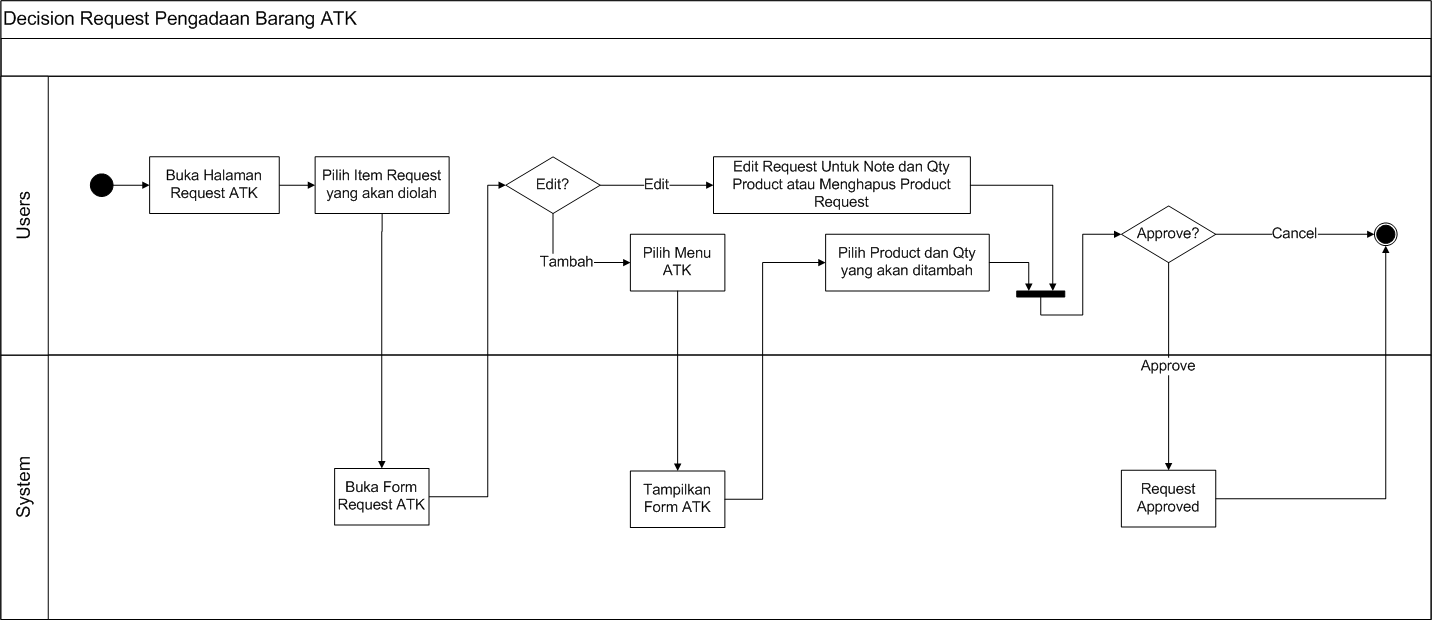 Decision Request Pengadaan Barang ATK
Users
Buka Halaman
Request ATK
Pilih Item Request
yang akan diolah
Edit?
Edit
Edit Request Untuk Note dan Qty
Product atau Menghapus Product
Request
Tambah
Pilih Menu
ATK
Pilih Product dan Qty
yang akan ditambah
Approve?
Cancel
Approve
System
Buka Form
Request ATK
Tampilkan
Form ATK
Request
Approved